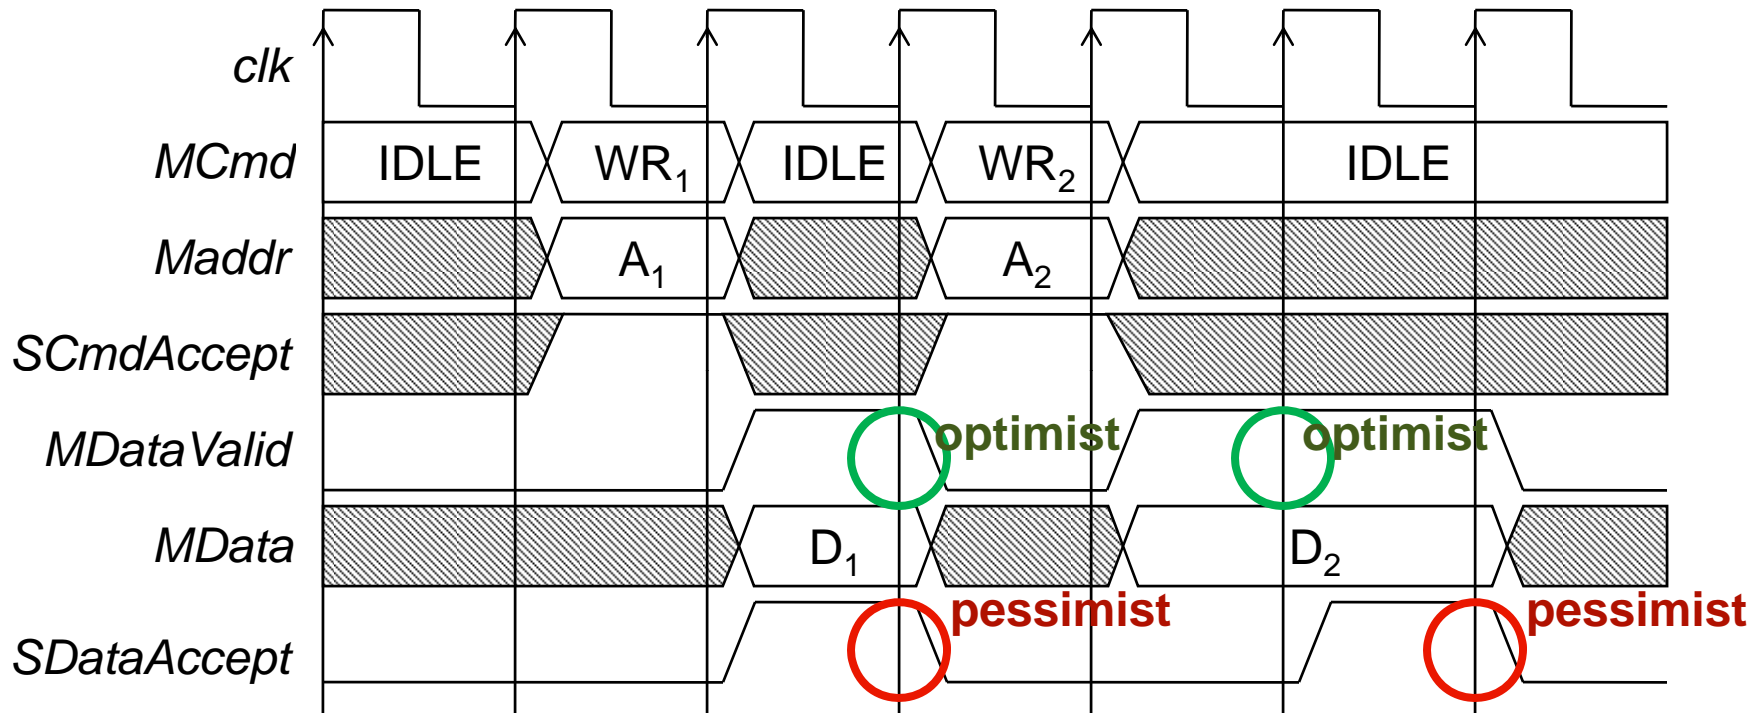 clk
MCmd IDLE WR₁ IDLE WR₂ IDLE
Maddr A₁ A₂
SCmdAccept
MDataValid optimist optimist
MData D₁ D₂
SDataAccept pessimist pessimist